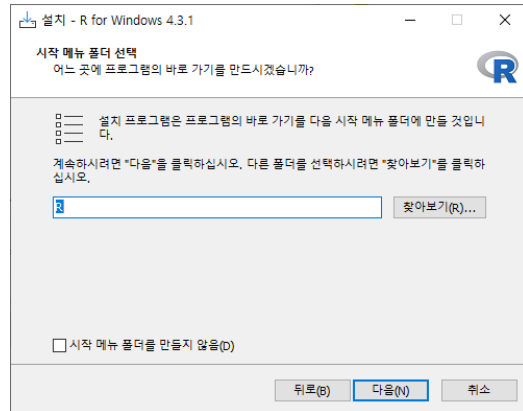 설치 - R for Windows 4.3.1
시작 메뉴 폴더 선택
어느 곳에 프로그램의 바로 가기를 만드시겠습니까?
R
설치 프로그램은 프로그램의 바로 가기를 다음 시작 메뉴 폴더에 만들 것입니
다.
계속하시려면 "다음"을 클릭하십시오. 다른 폴더를 선택하시려면 "찾아보기"를 클릭하
십시오.
R
찾아보기(R)...
시작 메뉴 폴더를 만들지 않음(D)
뒤로(B)
다음(N)
취소